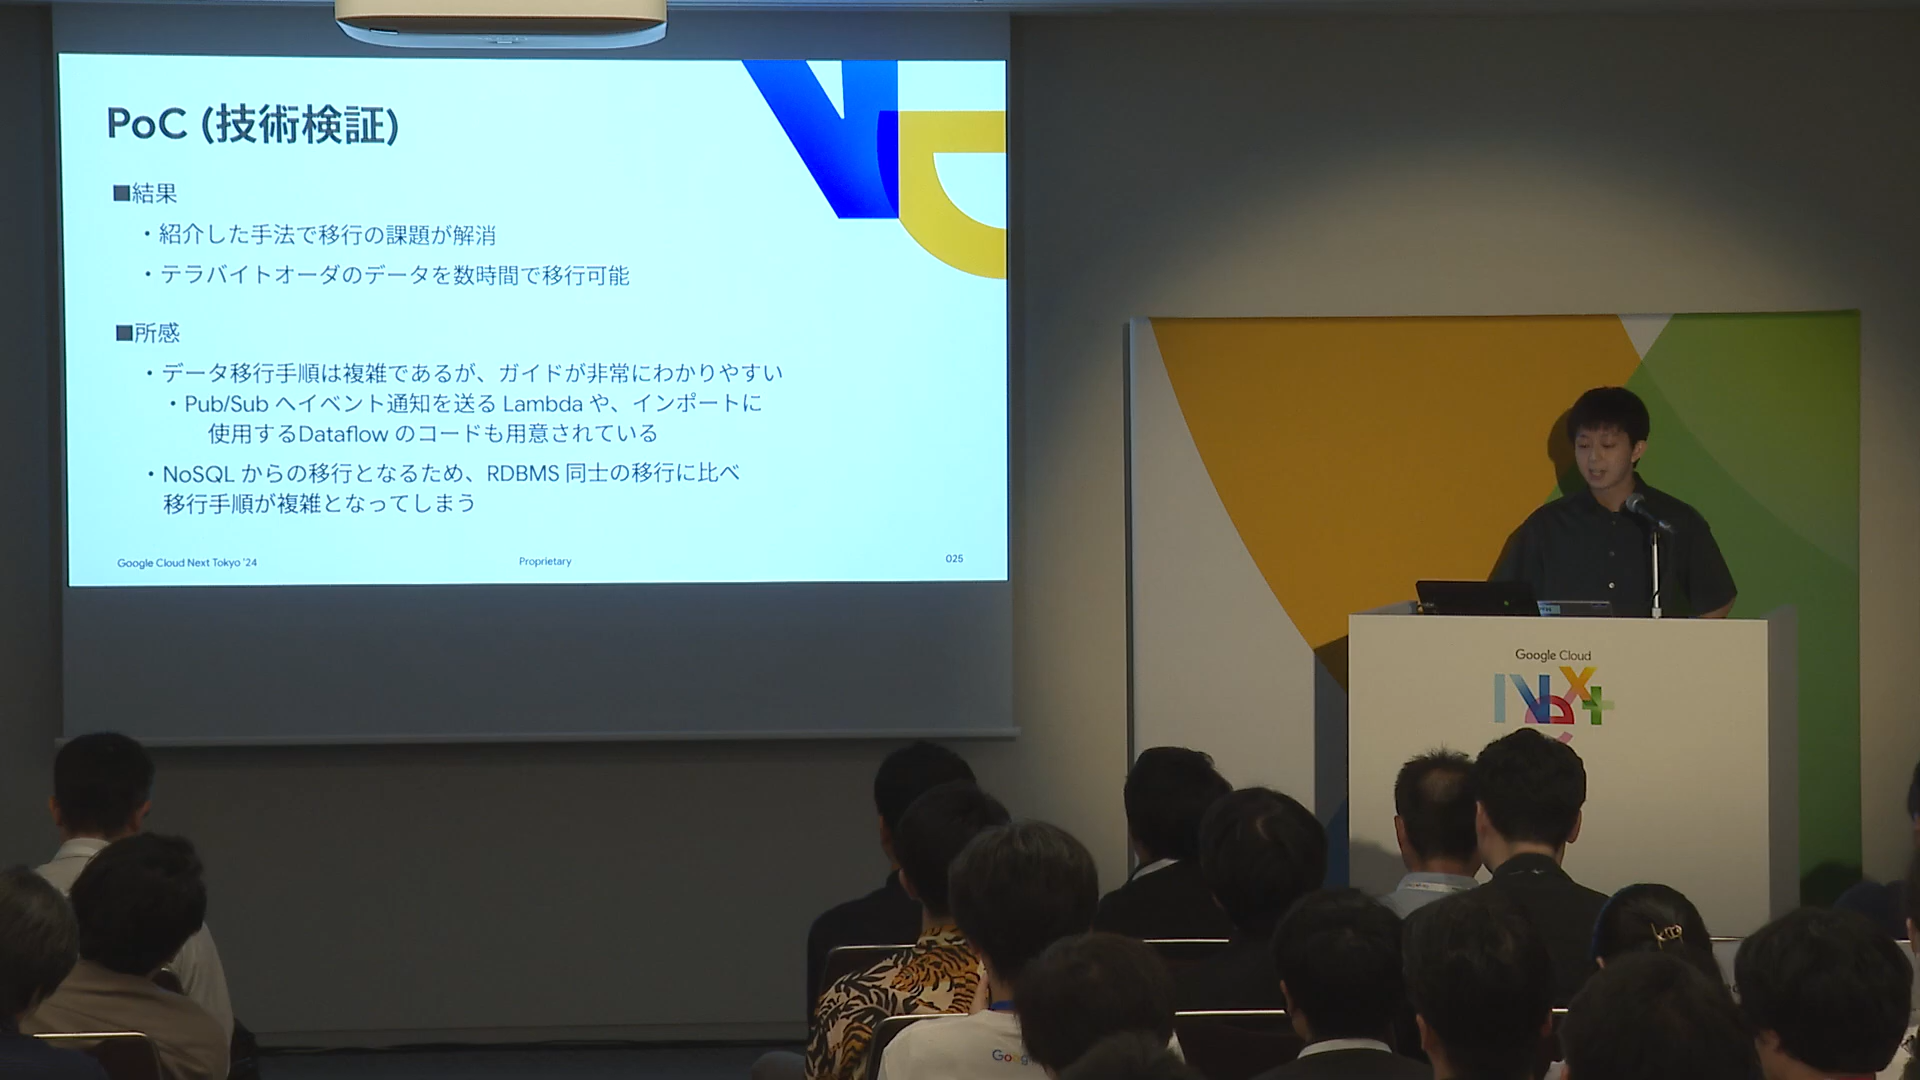 PoC (技術検証)
■結果
・紹介した手法で移行の課題が解消
・テラバイトオーダのデータを数時間で移行可能
■所感
・データ移行手順は複雑であるが、ガイドが非常にわかりやすい
・Pub/Sub へイベント通知を送る Lambda や、インポートに
使用するDataflow のコードも用意されている
・NoSQL からの移行となるため、RDBMS 同士の移行に比べ
移行手順が複雑となってしまう
Google Cloud Next Tokyo '24
Proprietary
025
Google Cloud
Next